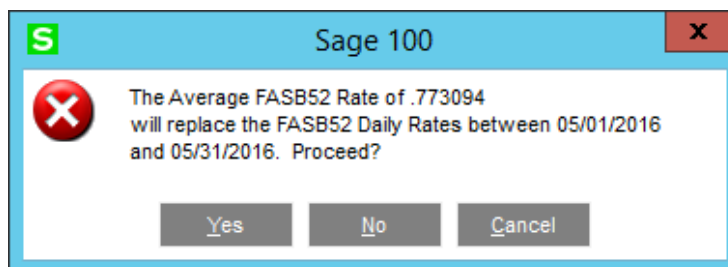 S
Sage 100
x
The Average FASB52 Rate of .773094
will replace the FASB52 Daily Rates between 05/01/2016
and 05/31/2016.  Proceed?
Yes
No
Cancel